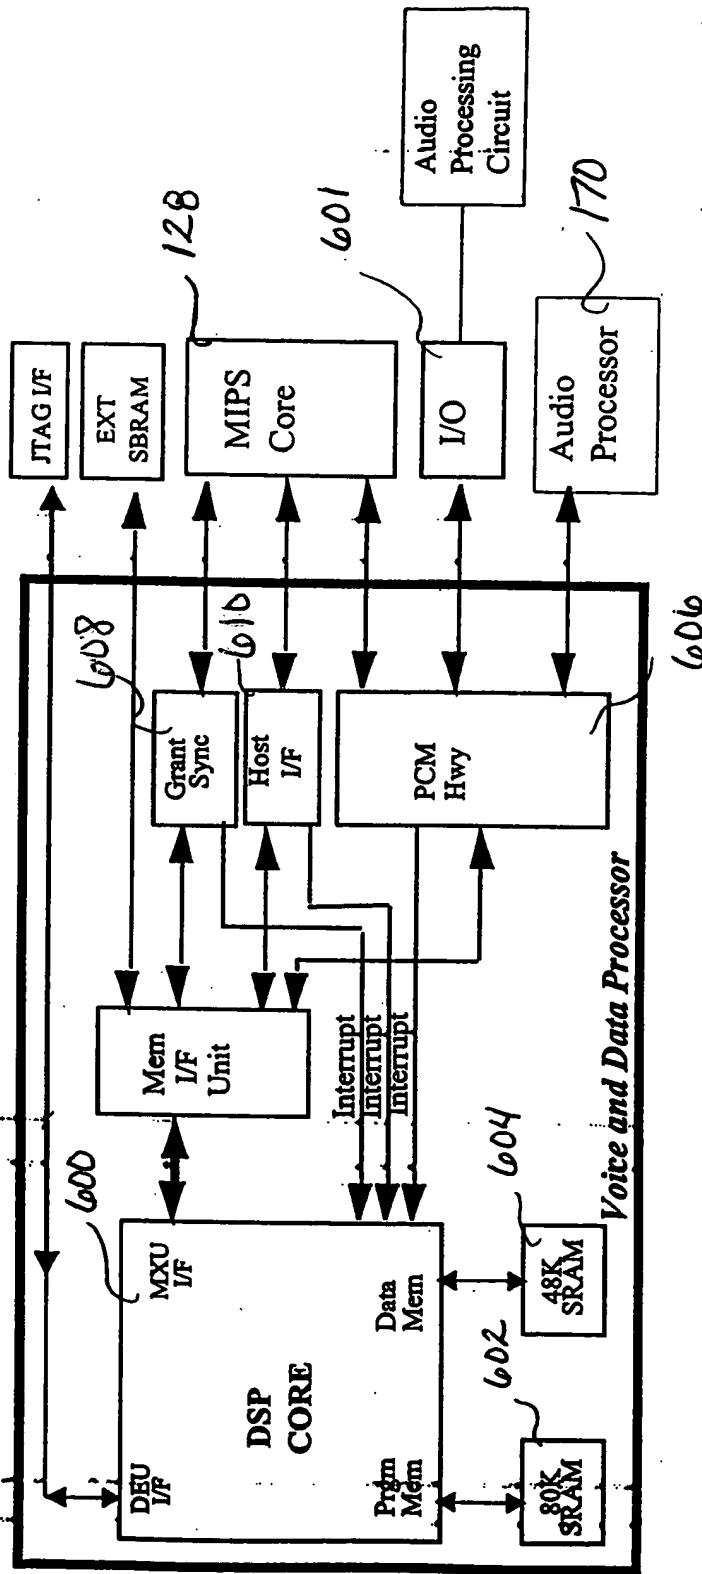 JTAG I/F
EXT
SBRAM
MIPS
Core
128
I/O
601
Audio
Processing
Circuit
Audio
Processor
170
608
Grant
Sync
610
Host
I/F
PCM
Hwy
606
Mem
I/F
Unit
Interrupt
Interrupt
Interrupt
600
DEU
I/F
MXU
I/F
DSP
CORE
Prgm
Mem
Data
Mem
602
80K
SRAM
604
48K
SRAM
Voice and Data Processor